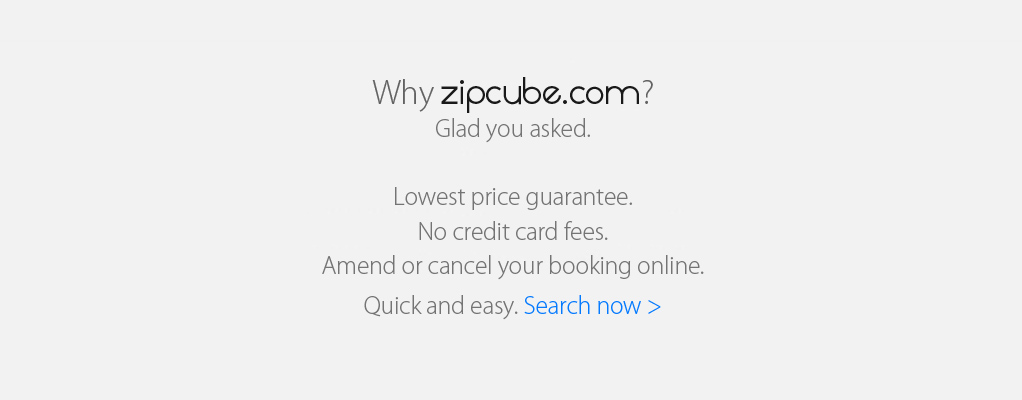 Why zipcube.com?
Glad you asked.
Lowest price guarantee.
No credit card fees.
Amend or cancel your booking online.
Quick and easy. Search now >